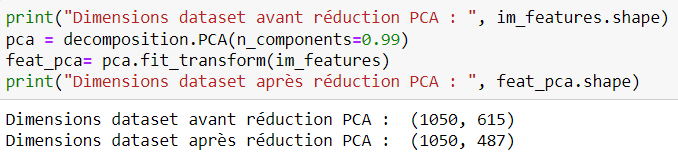 print("Dimensions dataset avant réduction PCA : ", im_features.shape)
pca = decomposition.PCA(n_components=0.99)
feat_pca= pca.fit_transform(im_features)
print("Dimensions dataset après réduction PCA : ", feat_pca.shape)
Dimensions dataset avant réduction PCA :  (1050, 615)
Dimensions dataset après réduction PCA :  (1050, 487)